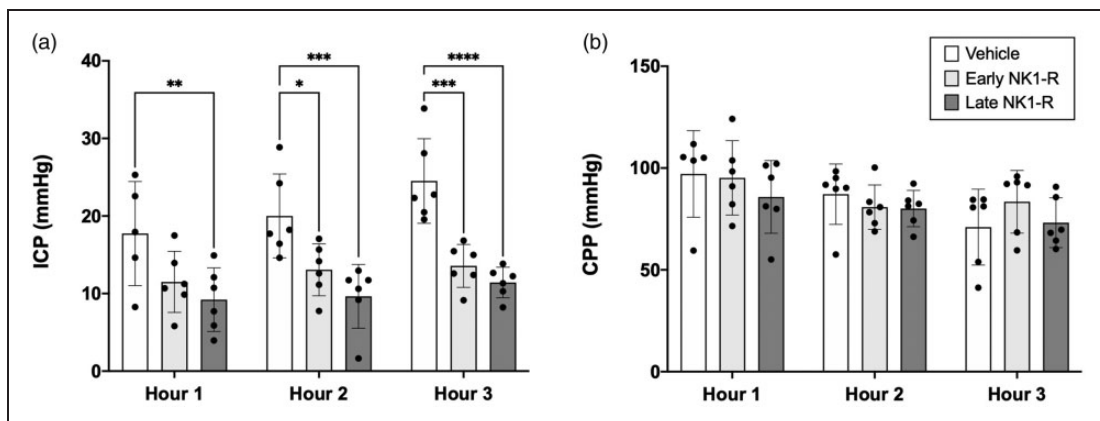 (a)
40
30
20
10
0
ICP (mmHg)
**
***
*
****
***
Hour 1
Hour 2
Hour 3
(b)
150
100
50
0
CPP (mmHg)
Vehicle
Early NK1-R
Late NK1-R
Hour 1
Hour 2
Hour 3